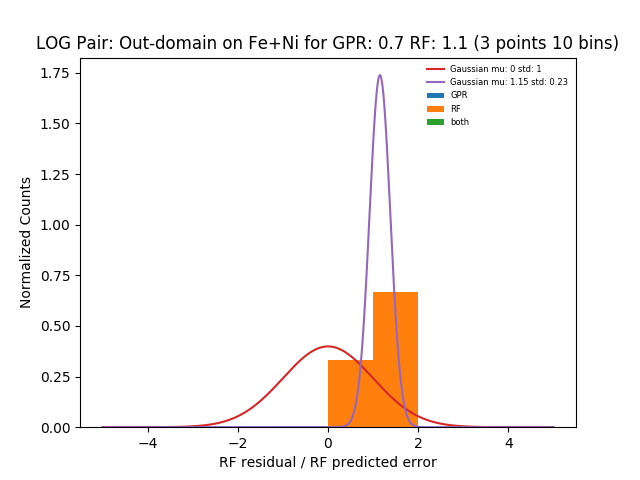 LOG Pair: Out-domain on Fe+Ni for GPR: 0.7 RF: 1.1 (3 points 10 bins)
Gaussian mu: 0 std: 1
Gaussian mu: 1.15 std: 0.23
GPR
RF
both
Normalized Counts
1.75
1.50
1.25
1.00
0.75
0.50
0.25
0.00
−4
−2
0
2
4
RF residual / RF predicted error